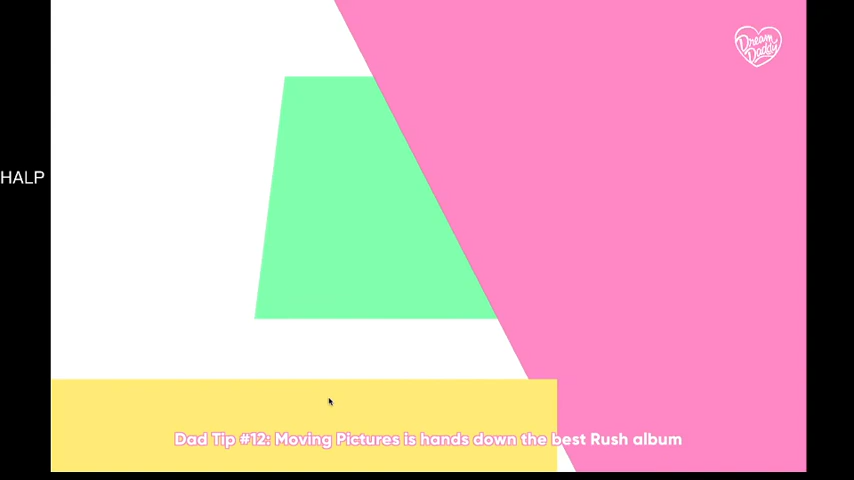 Dream
Daddy
HALP
Dad Tip #12: Moving Pictures is hands down the best Rush album